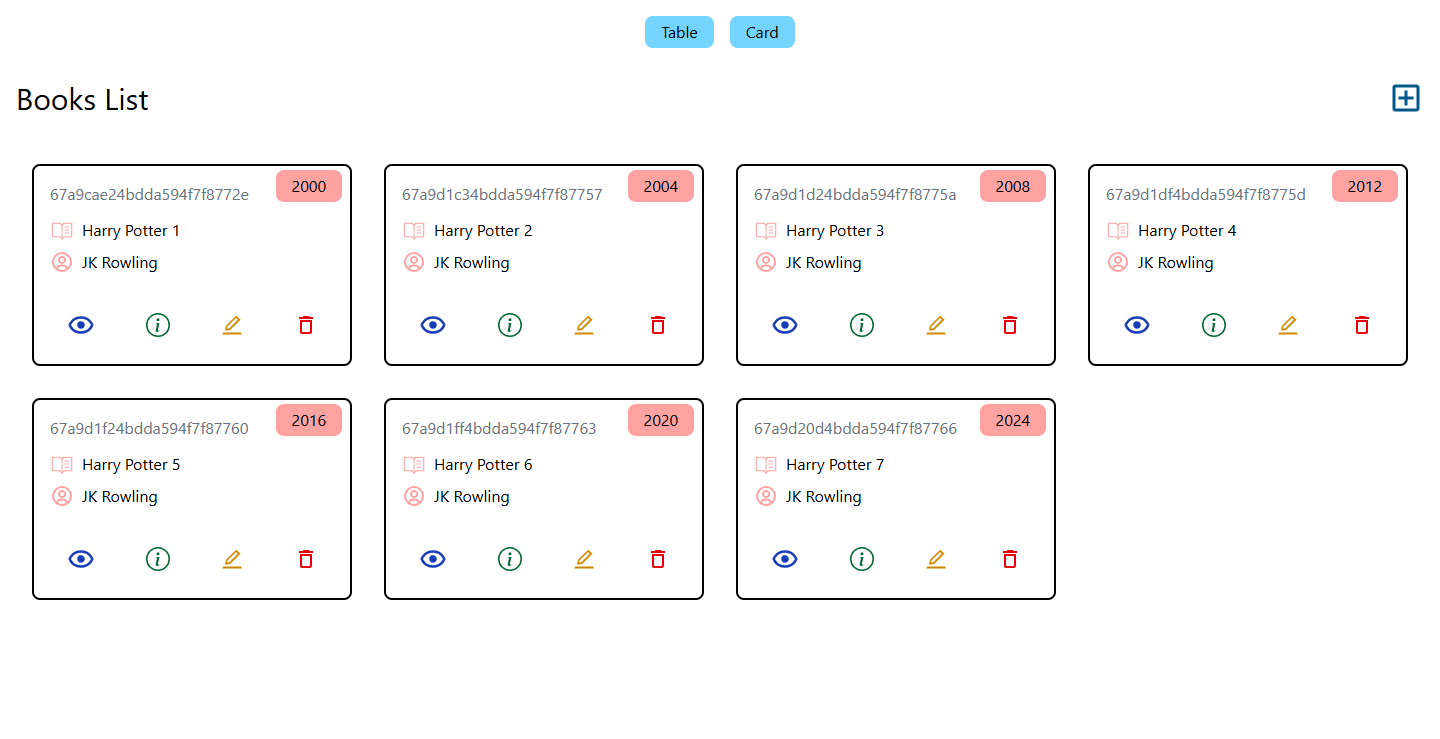 Table
Card
Books List
67a9cae24bdda594f7f8772e
2000
Harry Potter 1
JK Rowling
67a9d1c34bdda594f7f87757
2004
Harry Potter 2
JK Rowling
67a9d1d24bdda594f7f8775a
2008
Harry Potter 3
JK Rowling
67a9d1df4bdda594f7f8775d
2012
Harry Potter 4
JK Rowling
67a9d1f24bdda594f7f87760
2016
Harry Potter 5
JK Rowling
67a9d1ff4bdda594f7f87763
2020
Harry Potter 6
JK Rowling
67a9d20d4bdda594f7f87766
2024
Harry Potter 7
JK Rowling